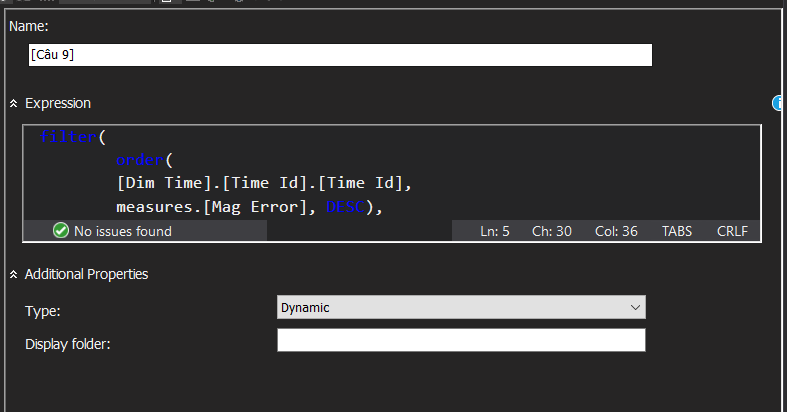 Name:
[Câu 9]
Expression
filter(
order(
[Dim Time].[Time Id].[Time Id],
measures.[Mag Error], DESC),
No issues found
Ln: 5 Ch: 30 Col: 36 TABS CRLF
Additional Properties
Type: Dynamic
Display folder: